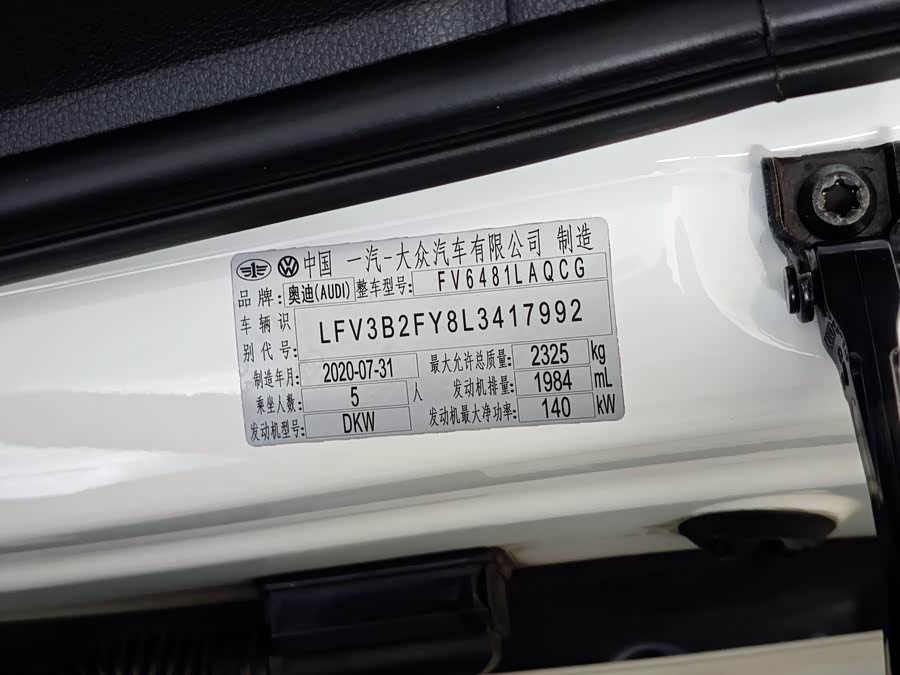 中国 一汽-大众汽车有限公司 制造
品牌: 奥迪(AUDI) 整车型号: FV6481LAQCG
车辆识别代号: LFV3B2FY8L3417992
制造年月: 2020-07-31 最大允许总质量: 2325 kg
乘坐人数: 5 人 发动机排量: 1984 mL
发动机型号: DKW 发动机最大净功率: 140 kW